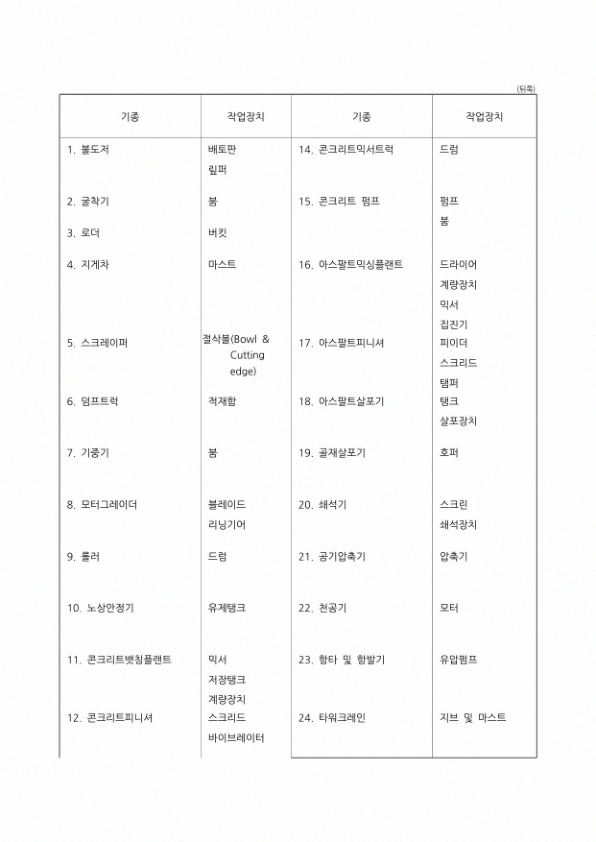 (뒤쪽)
기종 작업장치 기종 작업장치
1. 불도저 배토판 14. 콘크리트믹서트럭 드럼
맆퍼
2. 굴착기 붐 15. 콘크리트 펌프 펌프
붐
3. 로더 버킷
4. 지게차 마스트 16. 아스팔트믹싱플랜트 드라이어
계량장치
믹서
집진기
5. 스크레이퍼 절삭볼(Bowl & 17. 아스팔트피니셔 피이더
Cutting 스크리드
edge) 탬퍼
6. 덤프트럭 적재함 18. 아스팔트살포기 탱크
살포장치
7. 기중기 붐 19. 골재살포기 호퍼
8. 모터그레이더 블레이드 20. 쇄석기 스크린
리닝기어 쇄석장치
9. 롤러 드럼 21. 공기압축기 압축기
10. 노상안정기 유제탱크 22. 천공기 모터
11. 콘크리트뱃칭플랜트 믹서 23. 항타 및 항발기 유압펌프
저장탱크
계량장치
12. 콘크리트피니셔 스크리드 24. 타워크레인 지브 및 마스트
바이브레이터